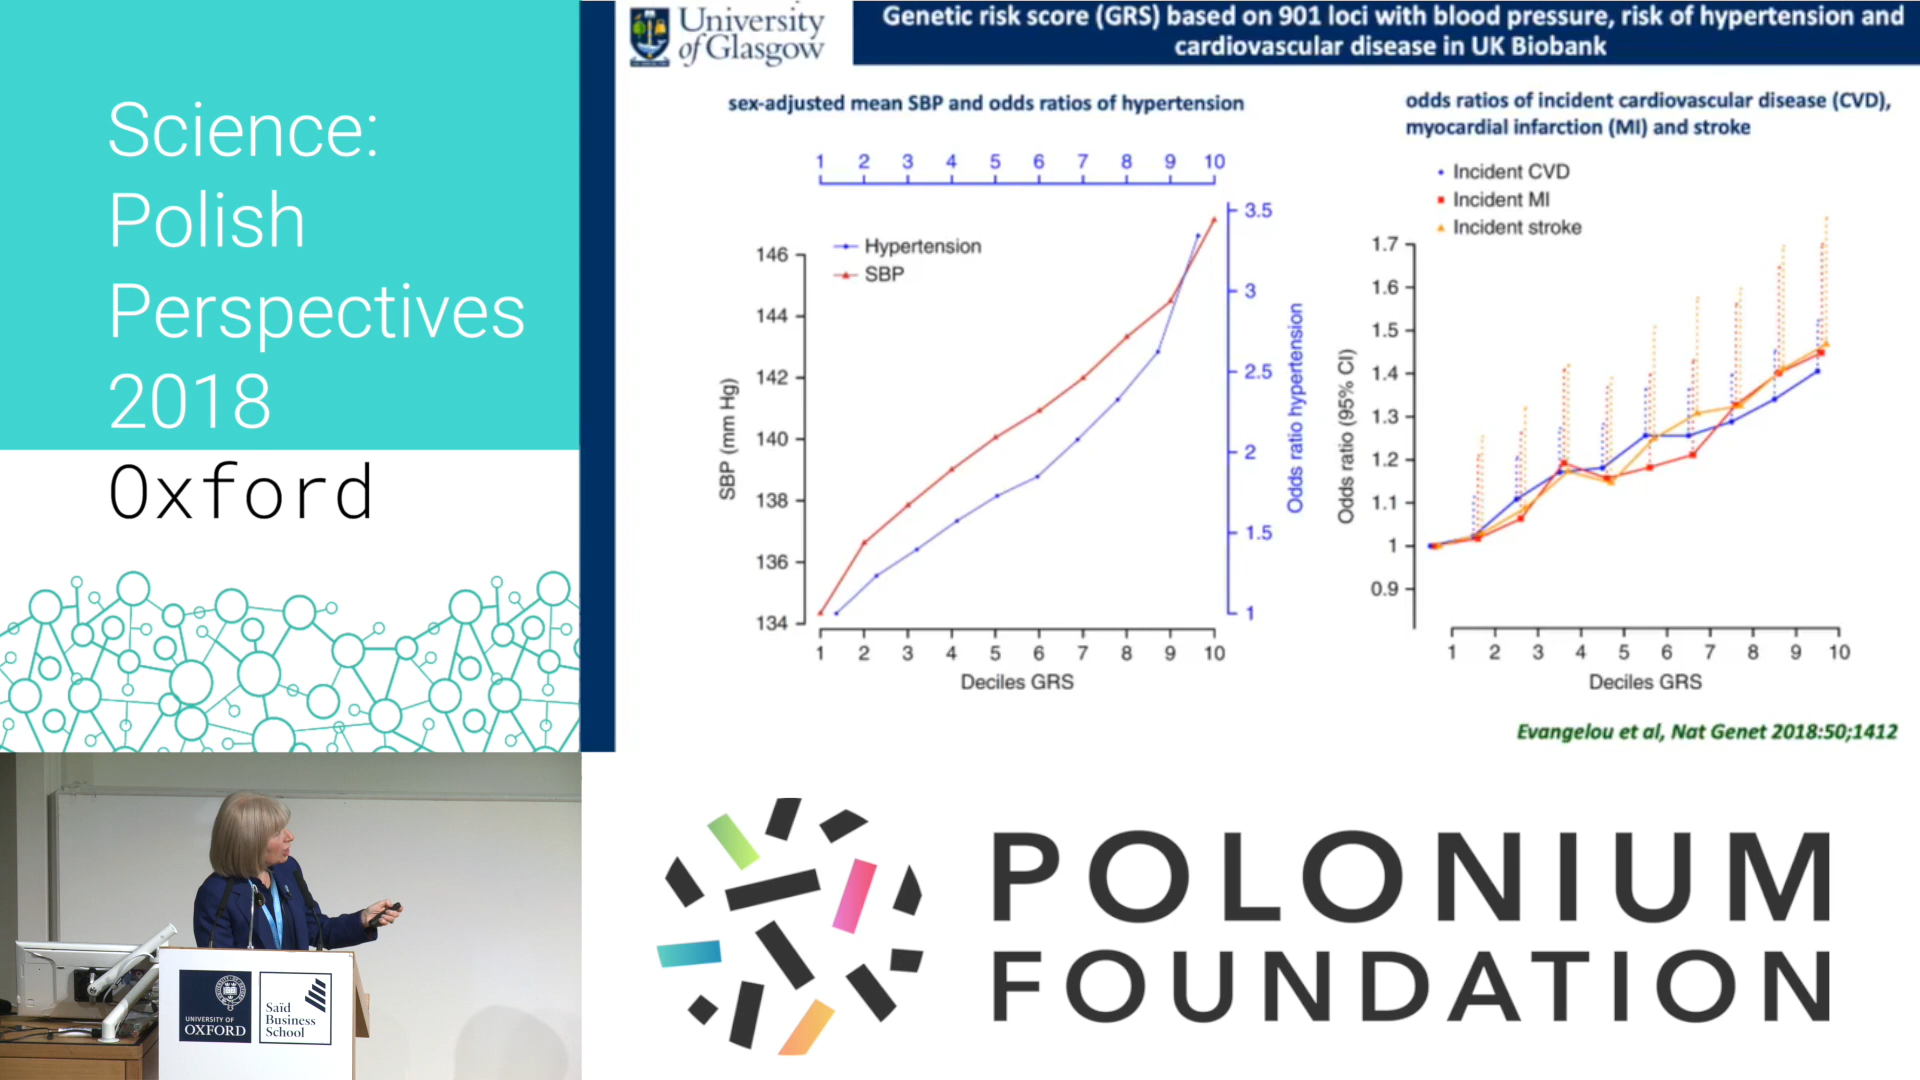 Science:
Polish
Perspectives
2018
Oxford
University
of Glasgow
Genetic risk score (GRS) based on 901 loci with blood pressure, risk of hypertension and
cardiovascular disease in UK Biobank
sex-adjusted mean SBP and odds ratios of hypertension
1 2 3 4 5 6 7 8 9 10
Hypertension
SBP
146
144
142
140
138
136
134
SBP (mm Hg)
3.5
3
2.5
2
1.5
1
Odds ratio hypertension
1 2 3 4 5 6 7 8 9 10
Deciles GRS
odds ratios of incident cardiovascular disease (CVD),
myocardial infarction (MI) and stroke
Incident CVD
Incident MI
Incident stroke
1.7
1.6
1.5
1.4
1.3
1.2
1.1
1
0.9
Odds ratio (95% CI)
1 2 3 4 5 6 7 8 9 10
Deciles GRS
Evangelou et al, Nat Genet 2018:50;1412
UNIVERSITY OF
OXFORD
Saïd
Business
School
POLONIUM
FOUNDATION